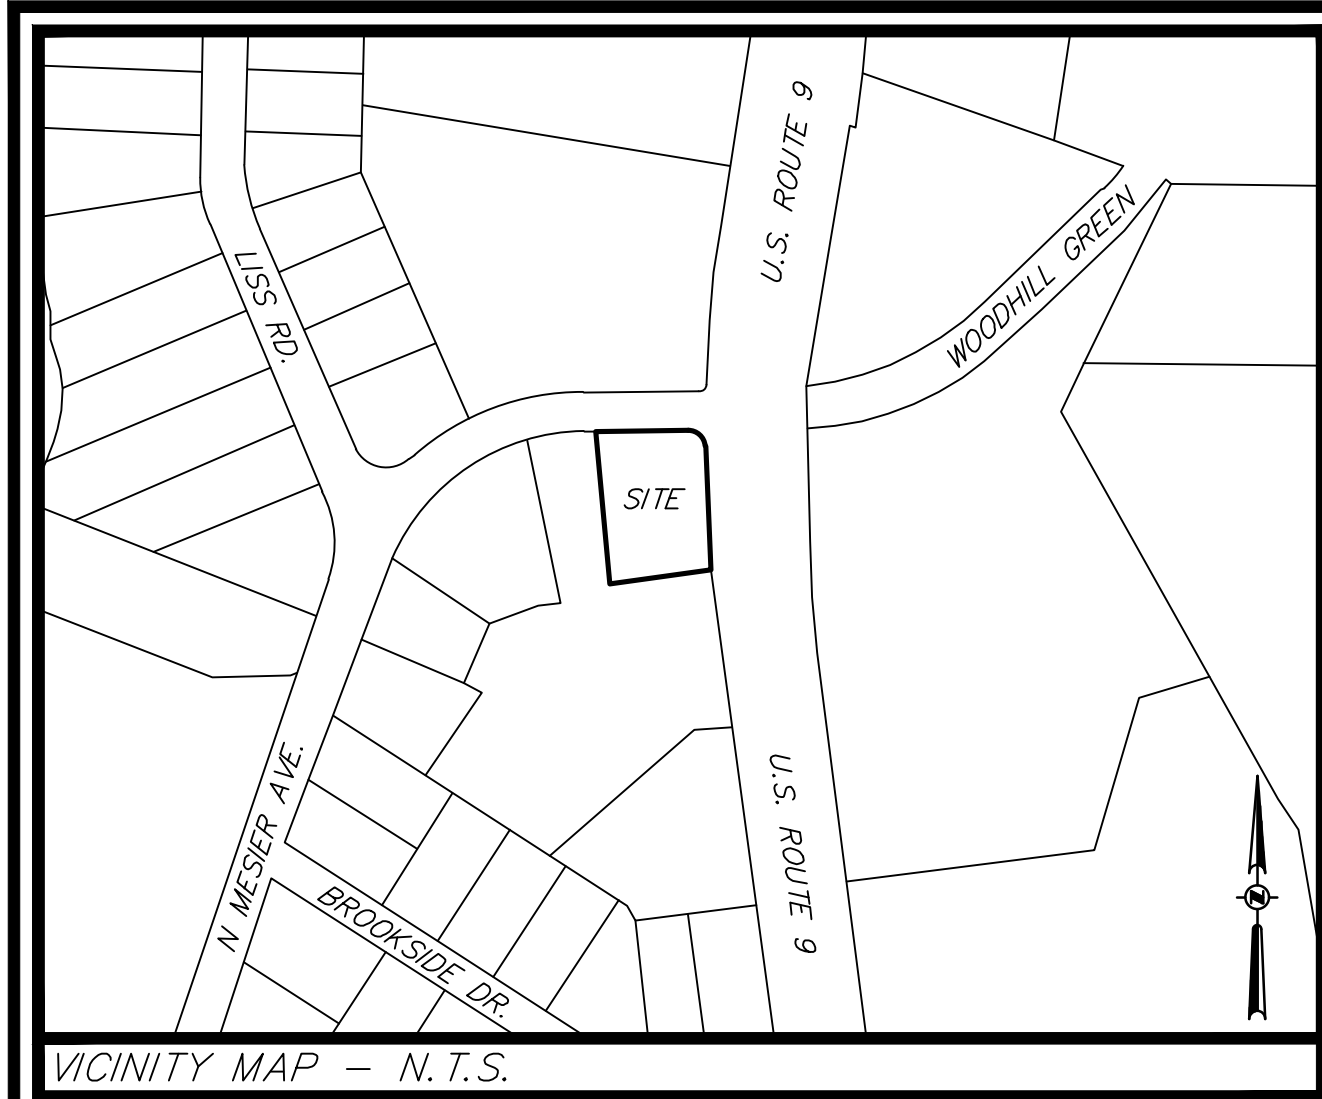 U.S. ROUTE 9
WOODHILL GREEN
LISS RD.
SITE
U.S. ROUTE 9
N MESIER AVE.
BROOKSIDE DR.
N
VICINITY MAP – N.T.S.